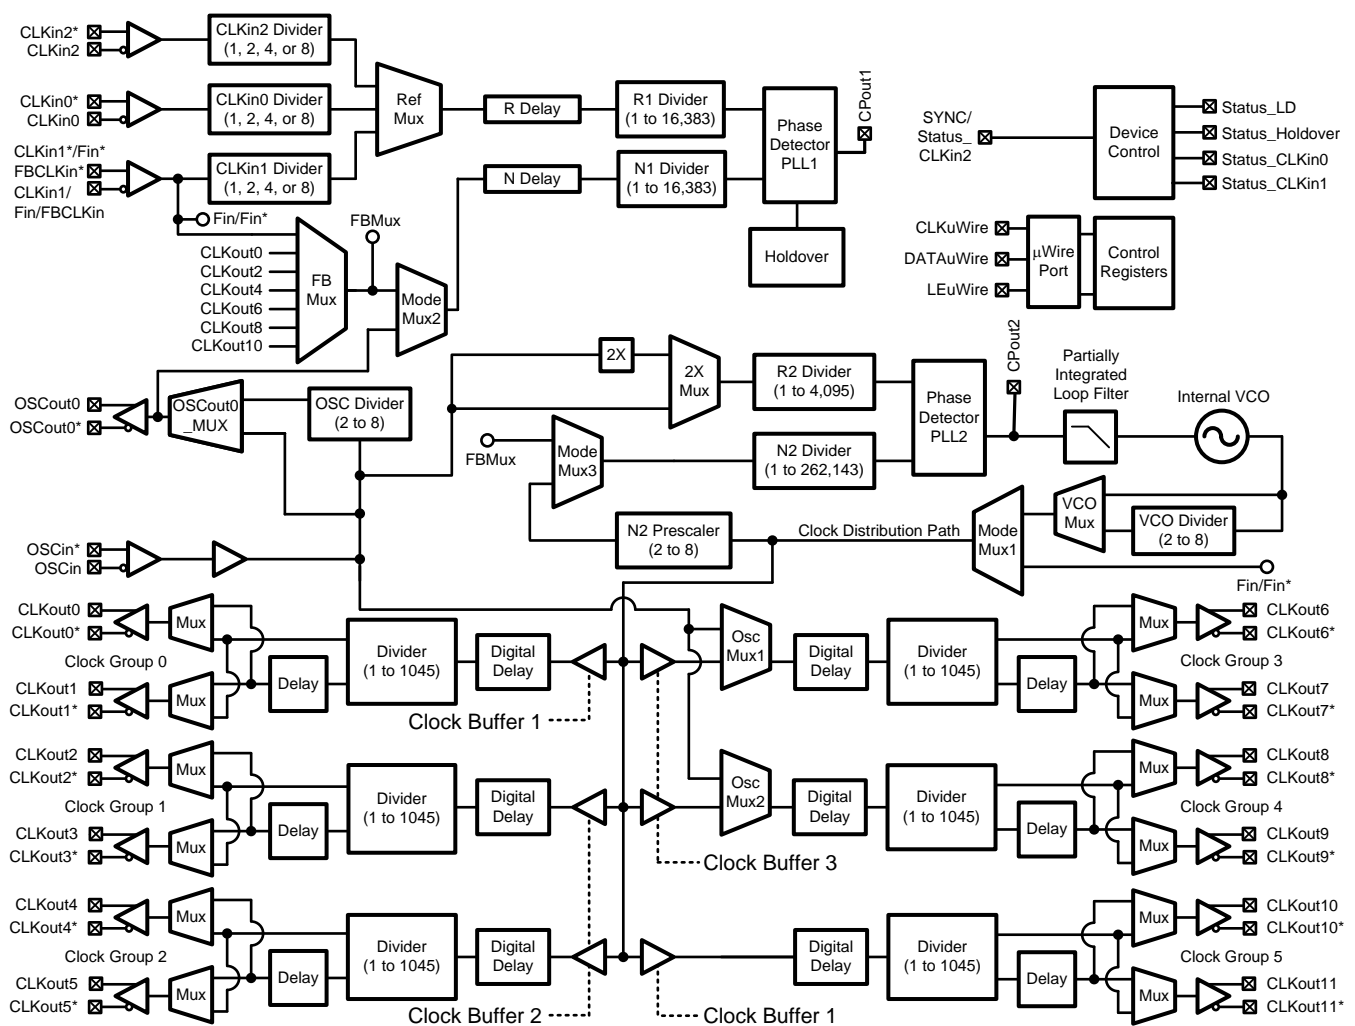 CLKin2*
CLKin2
CLKin2 Divider
(1, 2, 4, or 8)
CLKin0*
CLKin0
CLKin0 Divider
(1, 2, 4, or 8)
CLKin1*/Fin*
FBCLKin*
CLKin1/
Fin/FBCLKin
CLKin1 Divider
(1, 2, 4, or 8)
Ref
Mux
R Delay
N Delay
R1 Divider
(1 to 16,383)
N1 Divider
(1 to 16,383)
Phase
Detector
PLL1
CPout1
Holdover
SYNC/
Status_
CLKin2
Device
Control
Status_LD
Status_Holdover
Status_CLKin0
Status_CLKin1
CLKuWire
DATAuWire
LEuWire
µWire
Port
Control
Registers
Fin/Fin*
CLKout0
CLKout2
CLKout4
CLKout6
CLKout8
CLKout10
FB
Mux
FBMux
Mode
Mux2
2X
2X
Mux
R2 Divider
(1 to 4,095)
N2 Divider
(1 to 262,143)
Phase
Detector
PLL2
CPout2
Partially
Integrated
Loop Filter
Internal VCO
OSCout0
OSCout0*
OSCout0
_MUX
OSC Divider
(2 to 8)
FBMux
Mode
Mux3
N2 Prescaler
(2 to 8)
Clock Distribution Path
Mode
Mux1
VCO
Mux
VCO Divider
(2 to 8)
Fin/Fin*
OSCin*
OSCin
CLKout0
CLKout0*
Mux
Clock Group 0
CLKout1
CLKout1*
Mux
Delay
Divider
(1 to 1045)
Digital
Delay
Clock Buffer 1
Osc
Mux1
Digital
Delay
Divider
(1 to 1045)
Delay
Mux
Mux
CLKout6
CLKout6*
Clock Group 3
CLKout7
CLKout7*
CLKout2
CLKout2*
Mux
Clock Group 1
CLKout3
CLKout3*
Mux
Delay
Divider
(1 to 1045)
Digital
Delay
Osc
Mux2
Clock Buffer 3
Digital
Delay
Divider
(1 to 1045)
Delay
Mux
Mux
CLKout8
CLKout8*
Clock Group 4
CLKout9
CLKout9*
CLKout4
CLKout4*
Mux
Clock Group 2
CLKout5
CLKout5*
Mux
Delay
Divider
(1 to 1045)
Digital
Delay
Clock Buffer 2
Clock Buffer 1
Digital
Delay
Divider
(1 to 1045)
Delay
Mux
Mux
CLKout10
CLKout10*
Clock Group 5
CLKout11
CLKout11*